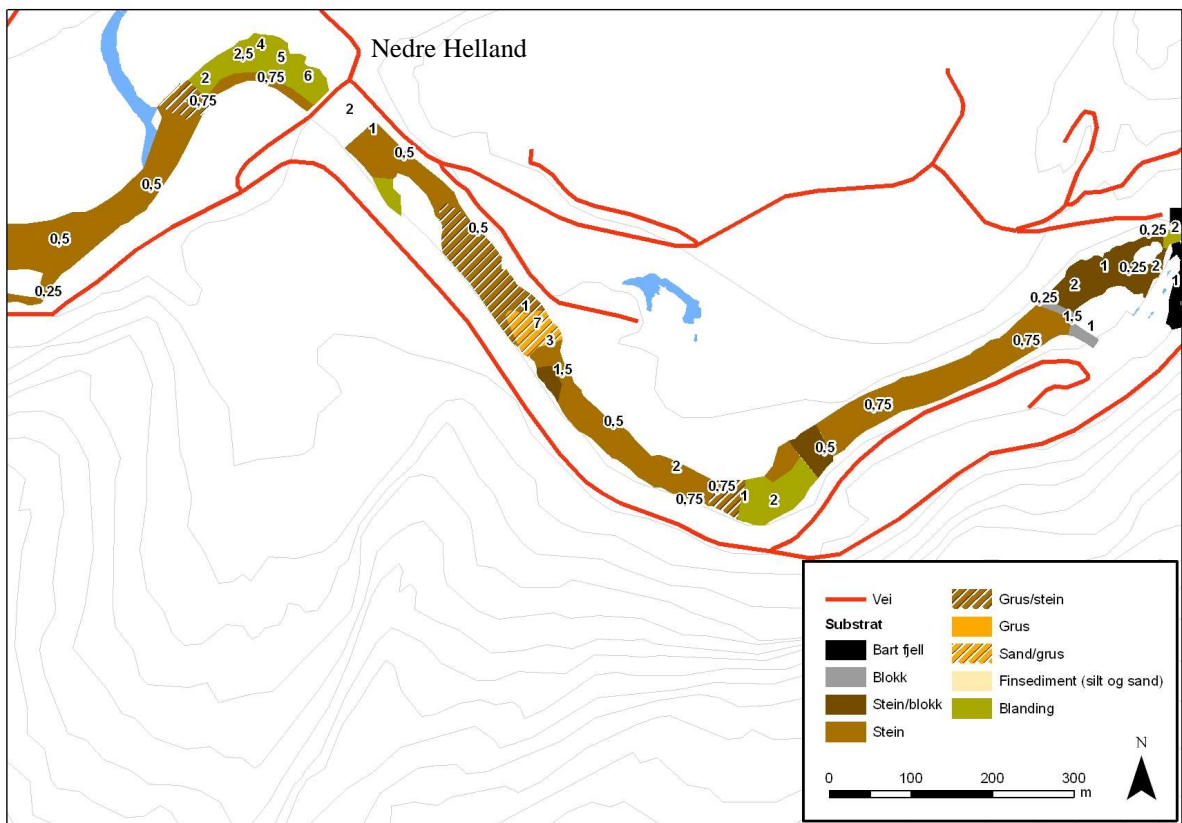 Nedre Helland
4
2,5
5
2
0,75
6
0,75
2
1
0,5
0,5
0,5
0,5
0,25
1
7
3
1,5
0,5
2
0,75
0,75
1
2
0,5
0,75
0,75
0,25
1,5
1
2
1
0,25
2
0,25
2
1
Vei
Substrat
Bart fjell
Blokk
Stein/blokk
Stein
Grus/stein
Grus
Sand/grus
Finsediment (silt og sand)
Blanding
N
0 100 200 300
m